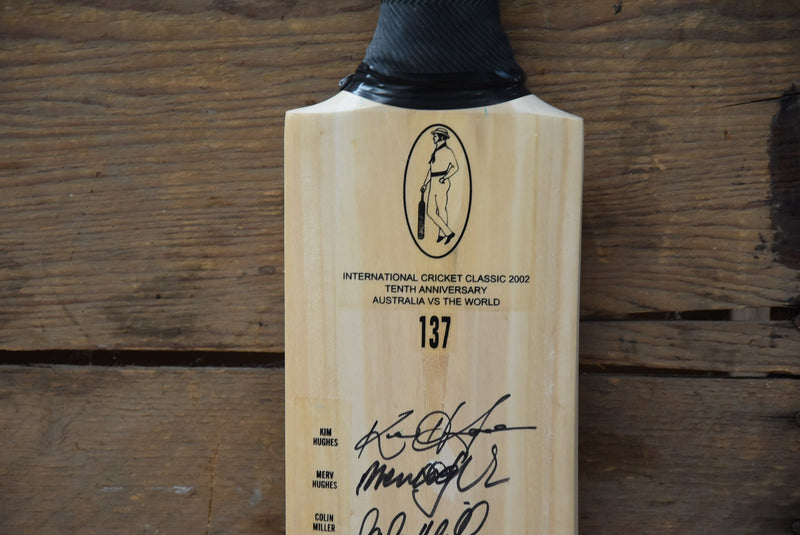 INTERNATIONAL CRICKET CLASSIC 2002
TENTH ANNIVERSARY
AUSTRALIA VS THE WORLD
137
KIM
HUGHES
MERV
HUGHES
COLIN
MILLER